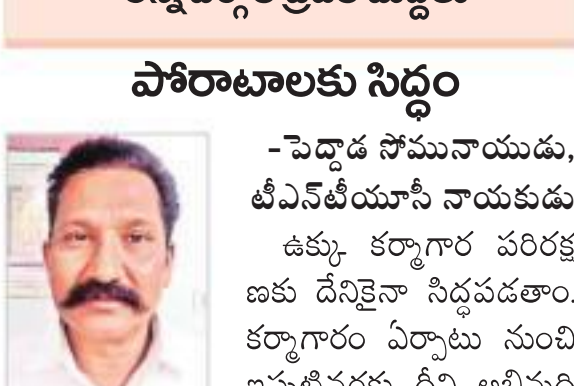 పోరాటాలకు సిద్ధం
-పెద్దాడ సోమునాయుడు,
టీఎన్‌టీయూసీ నాయకుడు
ఉక్కు కర్మాగార పరిరక్ష
ణకు దేనికైనా సిద్ధపడతాం.
కర్మాగారం ఏర్పాటు నుంచి